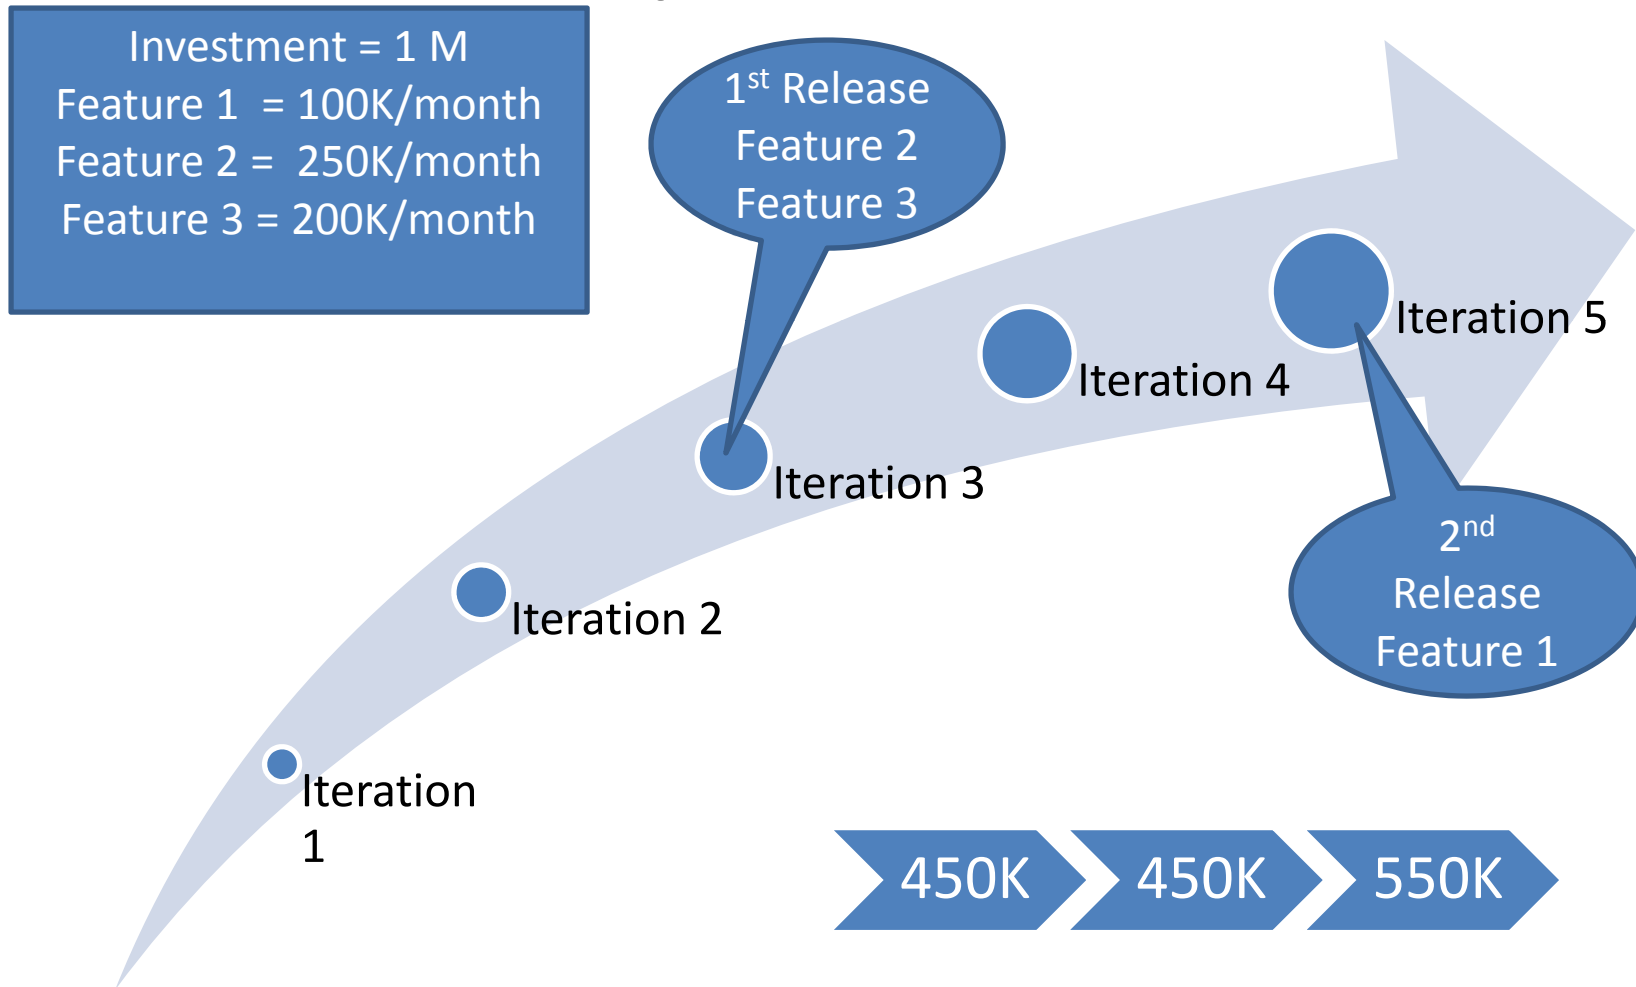 Investment = 1 M
Feature 1  = 100K/month
Feature 2 =  250K/month
Feature 3 = 200K/month
1st Release
Feature 2
Feature 3
Iteration 5
Iteration 4
Iteration 3
2nd
Release
Feature 1
Iteration 2
Iteration
1
450K
450K
550K